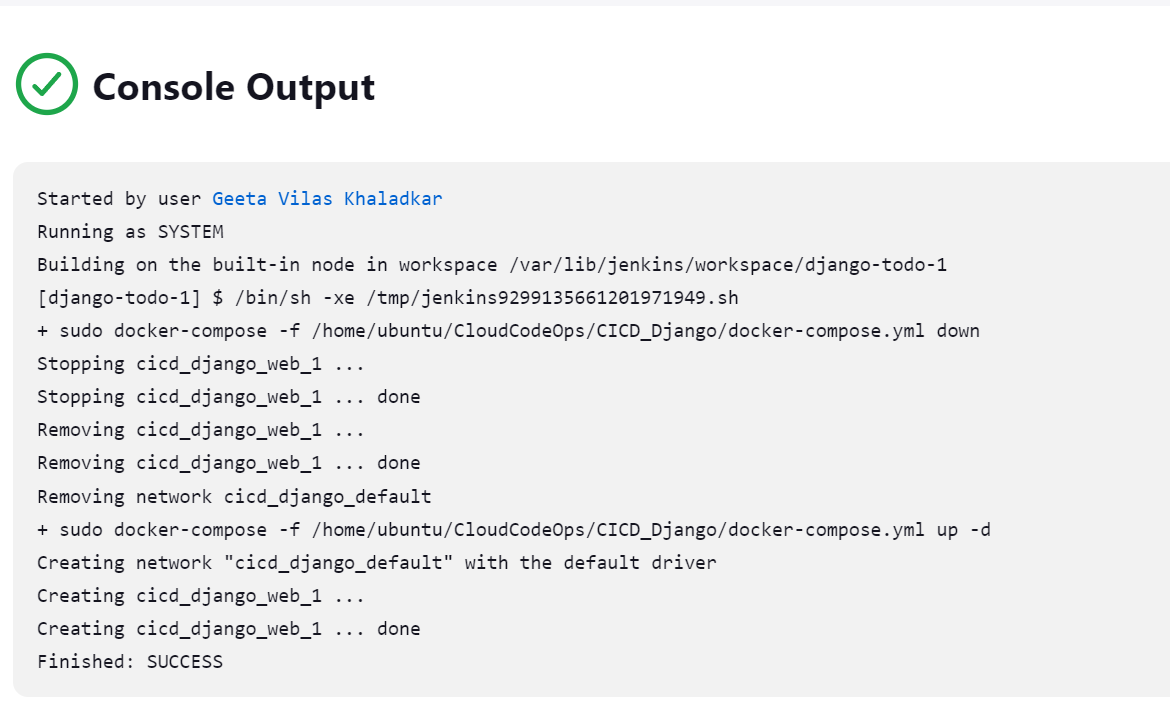 Console Output
Started by user Geeta Vilas Khaladkar
Running as SYSTEM
Building on the built-in node in workspace /var/lib/jenkins/workspace/django-todo-1
[django-todo-1] $ /bin/sh -xe /tmp/jenkins9299135661201971949.sh
+ sudo docker-compose -f /home/ubuntu/CloudCodeOps/CICD_Django/docker-compose.yml down
Stopping cicd_django_web_1 ...
Stopping cicd_django_web_1 ... done
Removing cicd_django_web_1 ...
Removing cicd_django_web_1 ... done
Removing network cicd_django_default
+ sudo docker-compose -f /home/ubuntu/CloudCodeOps/CICD_Django/docker-compose.yml up -d
Creating network "cicd_django_default" with the default driver
Creating cicd_django_web_1 ...
Creating cicd_django_web_1 ... done
Finished: SUCCESS